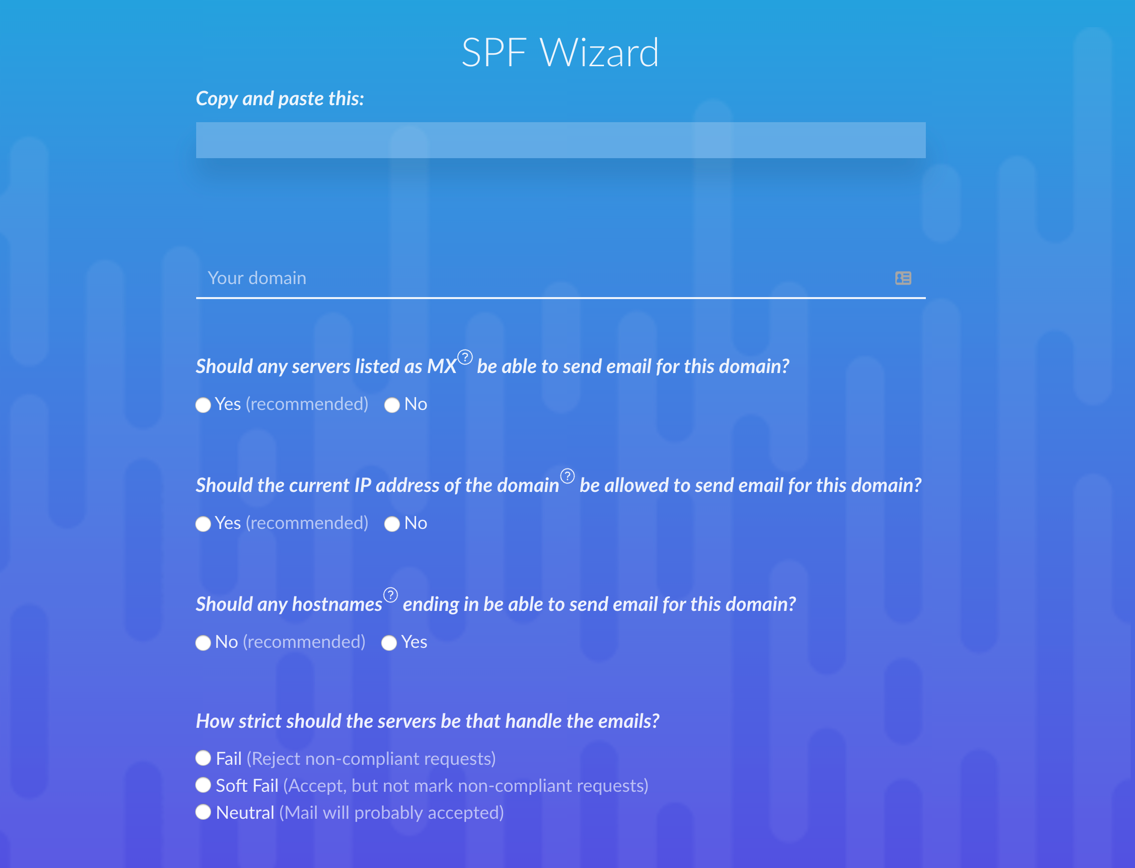 SPF Wizard
Copy and paste this:
Your domain
Should any servers listed as MX? be able to send email for this domain?
Yes (recommended) No
Should the current IP address of the domain? be allowed to send email for this domain?
Yes (recommended) No
Should any hostnames? ending in be able to send email for this domain?
No (recommended) Yes
How strict should the servers be that handle the emails?
Fail (Reject non-compliant requests)
Soft Fail (Accept, but not mark non-compliant requests)
Neutral (Mail will probably accepted)